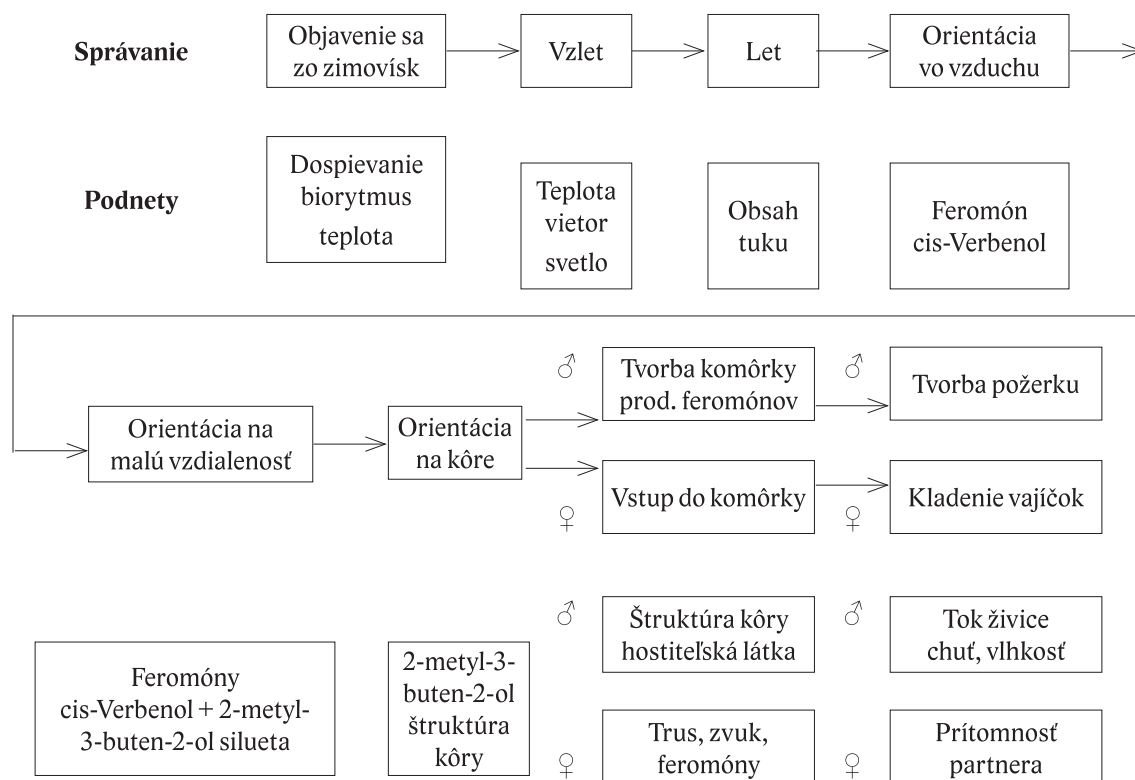 Správanie
Objavenie sa
zo zimovísk
Vzlet
Let
Orientácia
vo vzduchu
Podnety
Dospievanie
biorytmus
teplota
Teplota
vietor
svetlo
Obsah
tuku
Feromón
cis-Verbenol
Orientácia na
malú vzdialenosť
Orientácia
na kôre
♂
Tvorba komôrky
prod. feromónov
♂
Tvorba požerku
♀
Vstup do komôrky
♀
Kladenie vajíčok
Feromóny
cis-Verbenol + 2-metyl-
3-buten-2-ol silueta
2-metyl-3-
buten-2-ol
štruktúra
kôry
♂
Štruktúra kôry
hostiteľská látka
♂
Tok živice
chuť, vlhkosť
♀
Trus, zvuk,
feromóny
♀
Prítomnosť
partnera